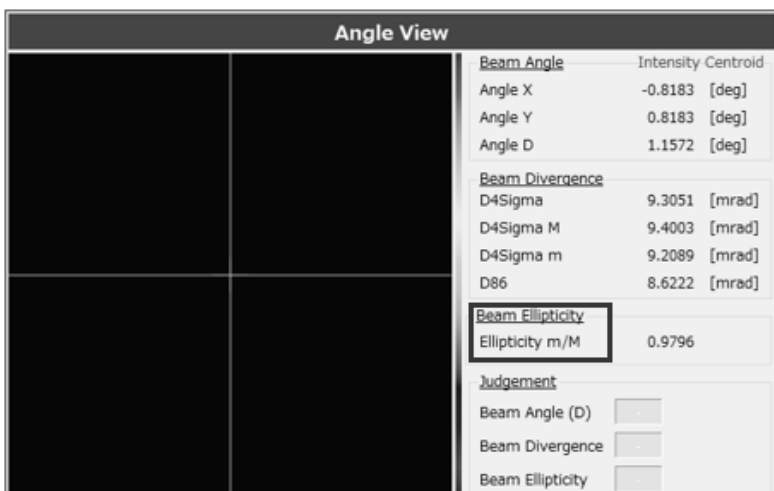 Angle View
Beam Angle Intensity Centroid
Angle X -0.8183 [deg]
Angle Y 0.8183 [deg]
Angle D 1.1572 [deg]
Beam Divergence
D4Sigma 9.3051 [mrad]
D4Sigma M 9.4003 [mrad]
D4Sigma m 9.2089 [mrad]
D86 8.6222 [mrad]
Beam Ellipticity
Ellipticity m/M 0.9796
Judgement
Beam Angle (D) -
Beam Divergence -
Beam Ellipticity -